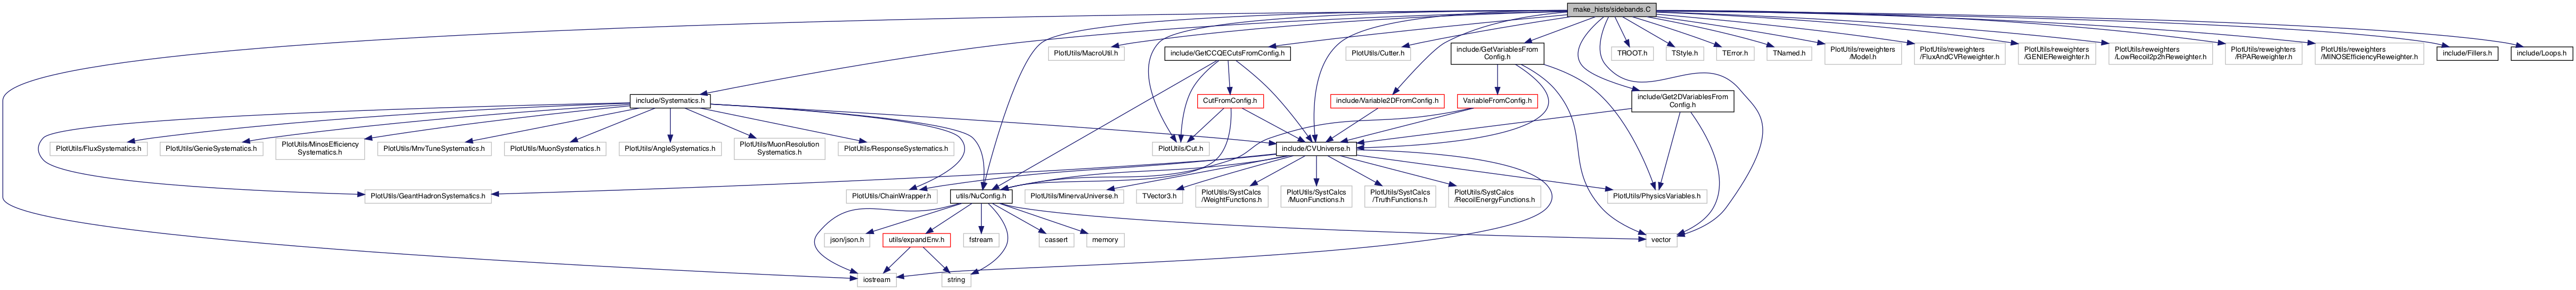 make_hists/sidebands.C
PlotUtils/MacroUtil.h
include/GetCCQECutsFromConfig.h
PlotUtils/Cutter.h
include/GetVariablesFrom
Config.h
TROOT.h
TStyle.h
TError.h
TNamed.h
PlotUtils/reweighters
/Model.h
PlotUtils/reweighters
/FluxAndCVReweighter.h
PlotUtils/reweighters
/GENIEReweighter.h
PlotUtils/reweighters
/LowRecoil2p2hReweighter.h
PlotUtils/reweighters
/RPAReweighter.h
PlotUtils/reweighters
/MINOSEfficiencyReweighter.h
include/Fillers.h
include/Loops.h
include/Systematics.h
CutFromConfig.h
include/Variable2DFromConfig.h
VariableFromConfig.h
include/Get2DVariablesFrom
Config.h
PlotUtils/FluxSystematics.h
PlotUtils/GenieSystematics.h
PlotUtils/MinosEfficiency
Systematics.h
PlotUtils/MnvTuneSystematics.h
PlotUtils/MuonSystematics.h
PlotUtils/AngleSystematics.h
PlotUtils/MuonResolution
Systematics.h
PlotUtils/ResponseSystematics.h
PlotUtils/Cut.h
include/CVUniverse.h
PlotUtils/GeantHadronSystematics.h
PlotUtils/ChainWrapper.h
utils/NuConfig.h
PlotUtils/MinervaUniverse.h
TVector3.h
PlotUtils/SystCalcs
/WeightFunctions.h
PlotUtils/SystCalcs
/MuonFunctions.h
PlotUtils/SystCalcs
/TruthFunctions.h
PlotUtils/SystCalcs
/RecoilEnergyFunctions.h
PlotUtils/PhysicsVariables.h
json/json.h
utils/expandEnv.h
fstream
cassert
memory
vector
iostream
string